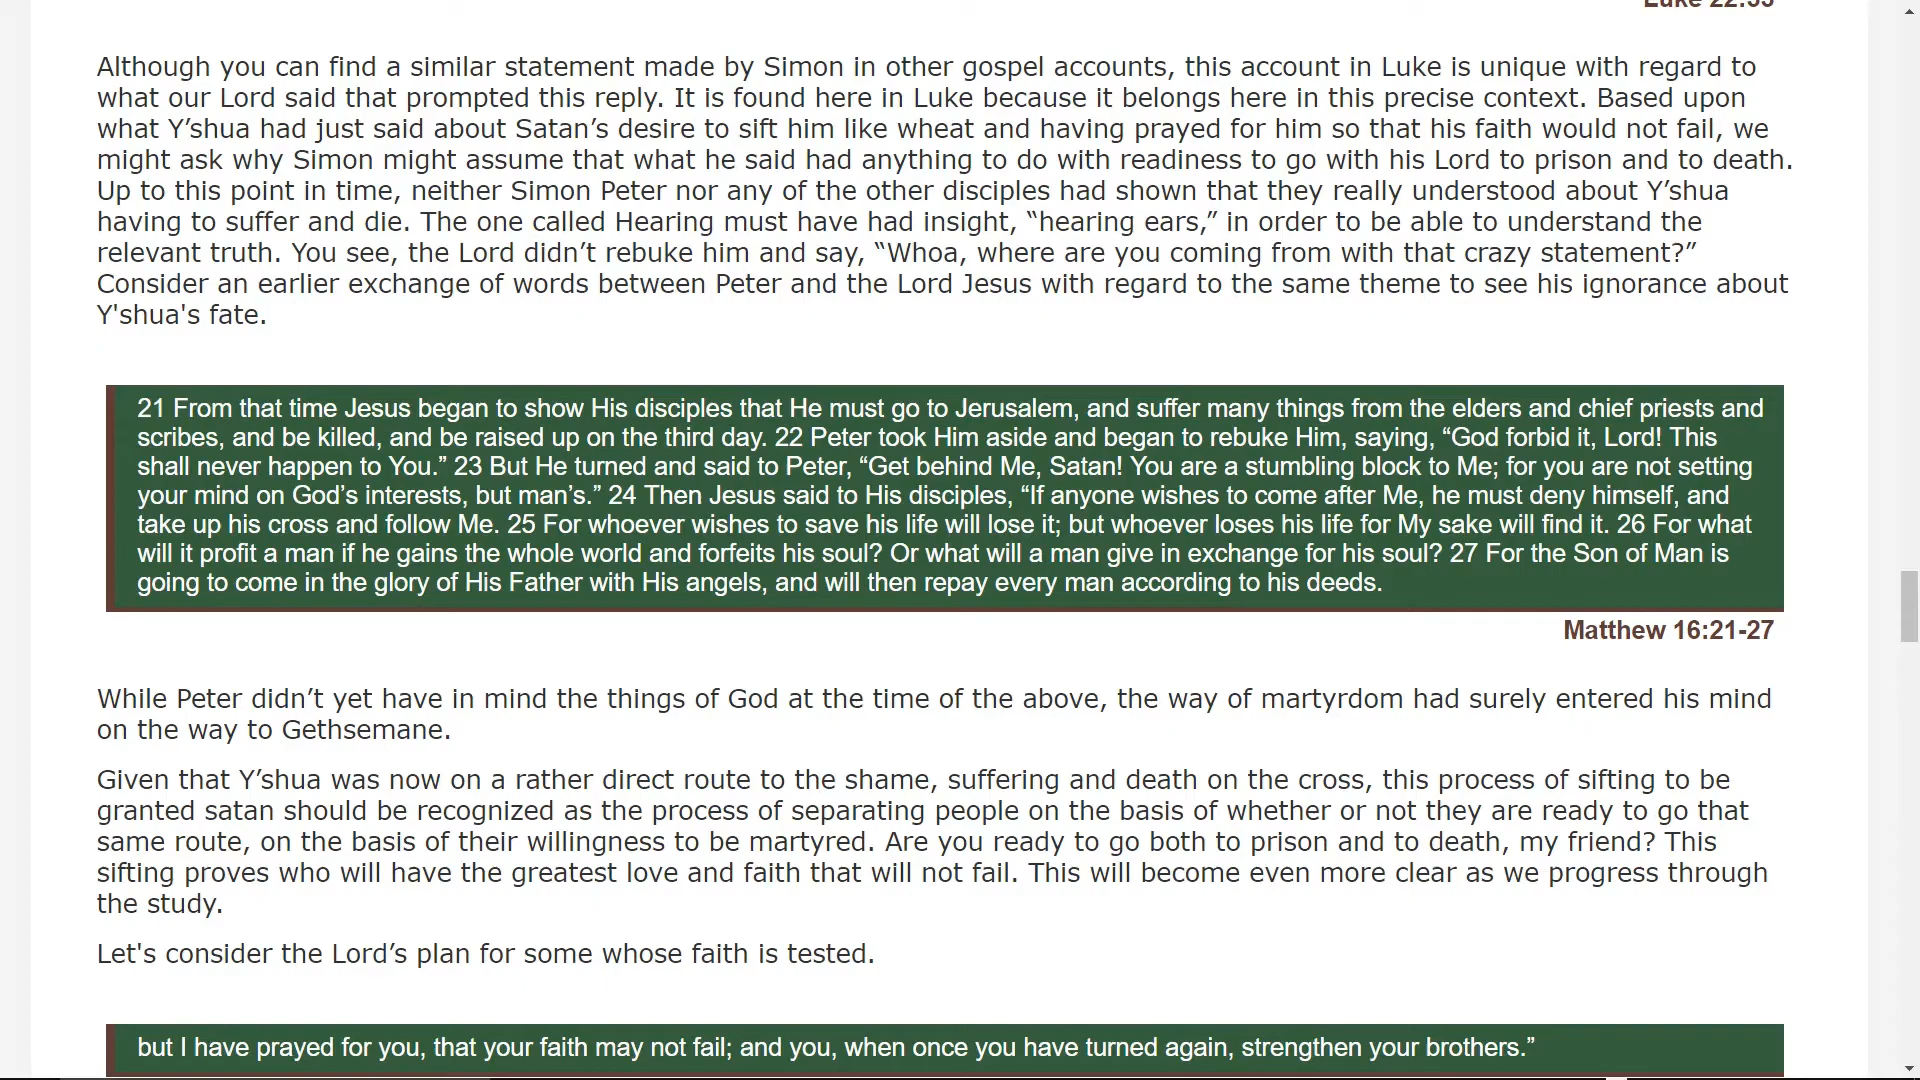 Luke 22:33
Although you can find a similar statement made by Simon in other gospel accounts, this account in Luke is unique with regard to
what our Lord said that prompted this reply. It is found here in Luke because it belongs here in this precise context. Based upon
what Y’shua had just said about Satan’s desire to sift him like wheat and having prayed for him so that his faith would not fail, we
might ask why Simon might assume that what he said had anything to do with readiness to go with his Lord to prison and to death.
Up to this point in time, neither Simon Peter nor any of the other disciples had shown that they really understood about Y’shua
having to suffer and die. The one called Hearing must have had insight, “hearing ears,” in order to be able to understand the
relevant truth. You see, the Lord didn’t rebuke him and say, “Whoa, where are you coming from with that crazy statement?”
Consider an earlier exchange of words between Peter and the Lord Jesus with regard to the same theme to see his ignorance about
Y'shua's fate.
21 From that time Jesus began to show His disciples that He must go to Jerusalem, and suffer many things from the elders and chief priests and
scribes, and be killed, and be raised up on the third day. 22 Peter took Him aside and began to rebuke Him, saying, “God forbid it, Lord! This
shall never happen to You.” 23 But He turned and said to Peter, “Get behind Me, Satan! You are a stumbling block to Me; for you are not setting
your mind on God’s interests, but man’s.” 24 Then Jesus said to His disciples, “If anyone wishes to come after Me, he must deny himself, and
take up his cross and follow Me. 25 For whoever wishes to save his life will lose it; but whoever loses his life for My sake will find it. 26 For what
will it profit a man if he gains the whole world and forfeits his soul? Or what will a man give in exchange for his soul? 27 For the Son of Man is
going to come in the glory of His Father with His angels, and will then repay every man according to his deeds.
Matthew 16:21-27
While Peter didn’t yet have in mind the things of God at the time of the above, the way of martyrdom had surely entered his mind
on the way to Gethsemane.
Given that Y’shua was now on a rather direct route to the shame, suffering and death on the cross, this process of sifting to be
granted satan should be recognized as the process of separating people on the basis of whether or not they are ready to go that
same route, on the basis of their willingness to be martyred. Are you ready to go both to prison and to death, my friend? This
sifting proves who will have the greatest love and faith that will not fail. This will become even more clear as we progress through
the study.
Let's consider the Lord’s plan for some whose faith is tested.
but I have prayed for you, that your faith may not fail; and you, when once you have turned again, strengthen your brothers.”